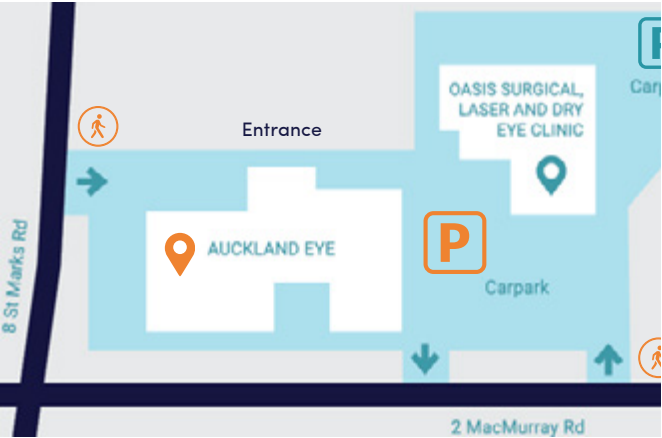 OASIS SURGICAL,
LASER AND DRY
EYE CLINIC
Entrance
8 St Marks Rd
AUCKLAND EYE
P
Carpark
2 MacMurray Rd